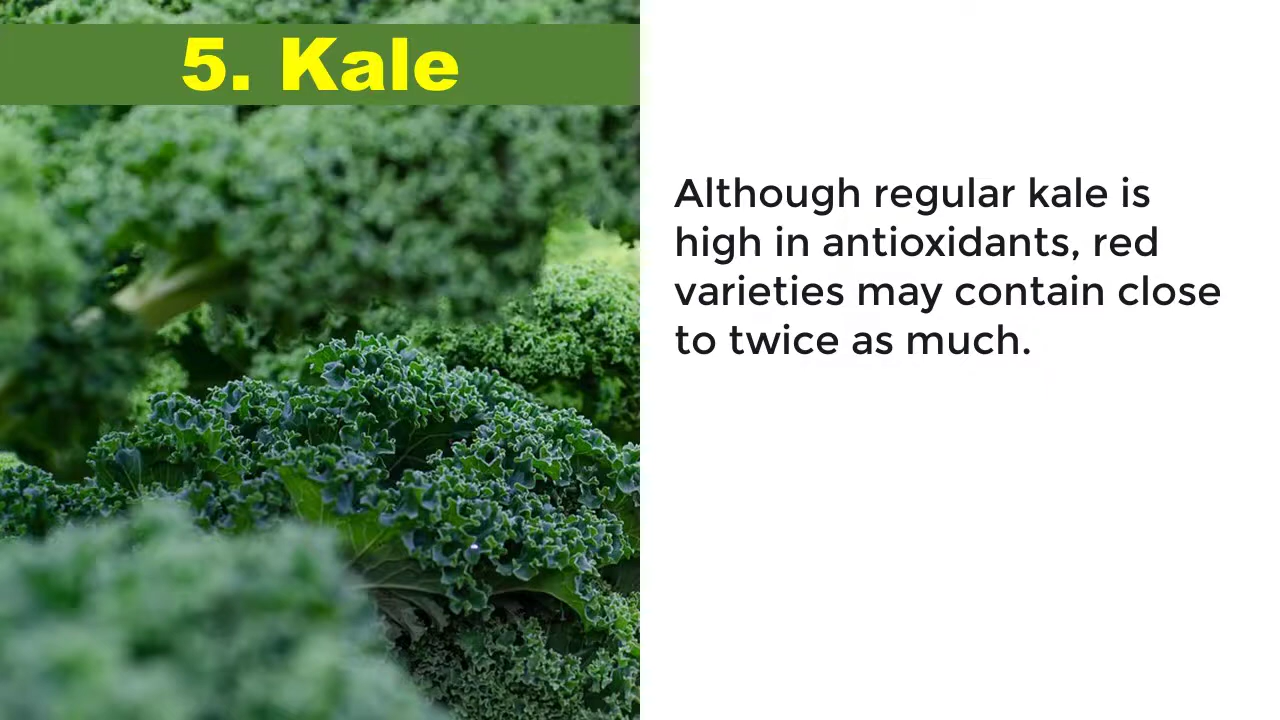 5. Kale
Although regular kale is
high in antioxidants, red
varieties may contain close
to twice as much.